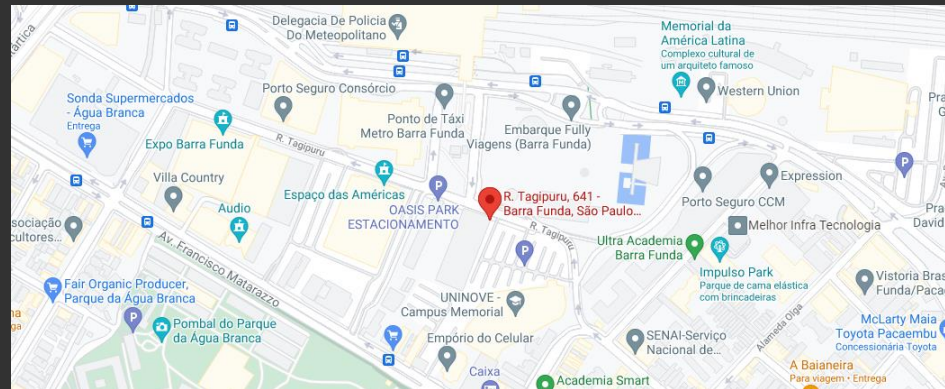 Delegacia De Policia
Do Meteopolitano
Memorial da
América Latina
Complexo cultural de
um arquiteto famoso
Western Union
Porto Seguro Consórcio
Sonda Supermercados
- Água Branca
Entrega
Ponto de Táxi
Metro Barra Funda
Embarque Fully
Viagens (Barra Funda)
Expo Barra Funda
R. Tagipuru
P
Villa Country
Espaço das Américas
P
OASIS PARK
ESTACIONAMENTO
R. Tagipuru, 641 -
Barra Funda, São Paulo...
Expression
Porto Seguro CCM
Audio
R. Tagipuru
Melhor Infra Tecnologia
David
Av. Francisco Matarazzo
P
Ultra Academia
Barra Funda
Impulso Park
Parque de cama elástica
com brincadeiras
Fair Organic Producer,
Parque da Água Branca
P
Pombal do Parque
da Água Branca
UNINOVE -
Campus Memorial
Empório do Celular
SENAI-Serviço
Nacional de...
Alameda Olga
Vistoria Bras
Funda/Paca
McLarty Maia
Toyota Pacaembu
Concessionária Toyota
A Baianeira
Para viagem • Entrega
Caixa
Academia Smart